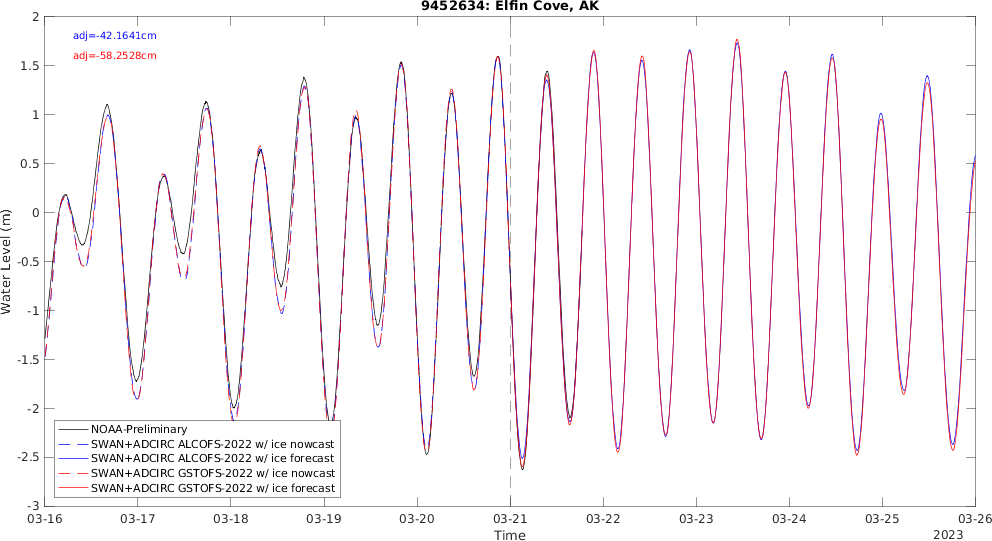 9452634: Elfin Cove, AK
adj=-42.1641cm
adj=-58.2528cm
Water Level (m)
2
1.5
1
0.5
0
-0.5
-1
-1.5
-2
-2.5
-3
NOAA-Preliminary
SWAN+ADCIRC ALCOFS-2022 w/ ice nowcast
SWAN+ADCIRC ALCOFS-2022 w/ ice forecast
SWAN+ADCIRC GSTOFS-2022 w/ ice nowcast
SWAN+ADCIRC GSTOFS-2022 w/ ice forecast
03-16 03-17 03-18 03-19 03-20 03-21 03-22 03-23 03-24 03-25 03-26
Time
2023